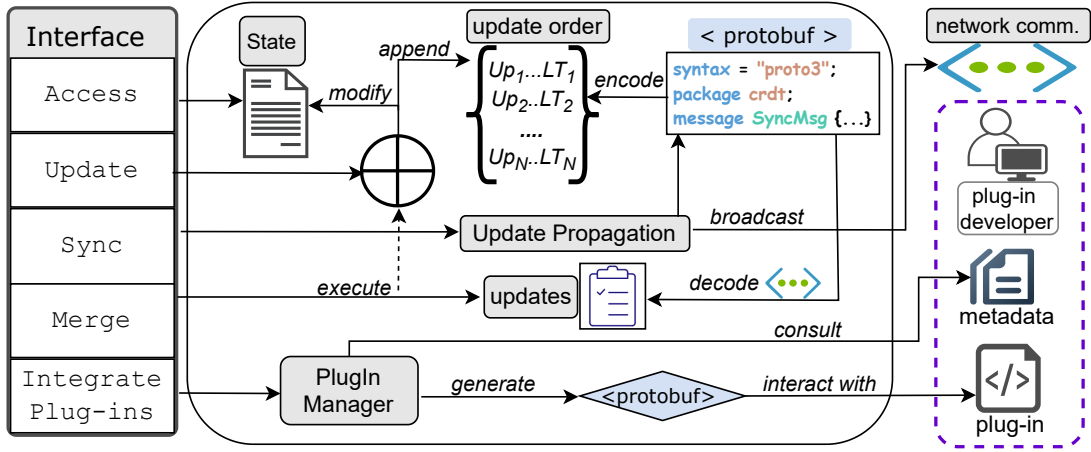 Interface
Access
Update
Sync
Merge
Integrate
Plug-ins
State
append
modify
update order
Up1...LT1
Up2..LT2
....
UpN..LTN
encode
< protobuf >
syntax = "proto3";
package crdt;
message SyncMsg {...}
network comm.
plug-in
developer
Update Propagation
broadcast
execute
updates
decode
consult
metadata
PlugIn
Manager
generate
<protobuf>
interact with
</>
plug-in